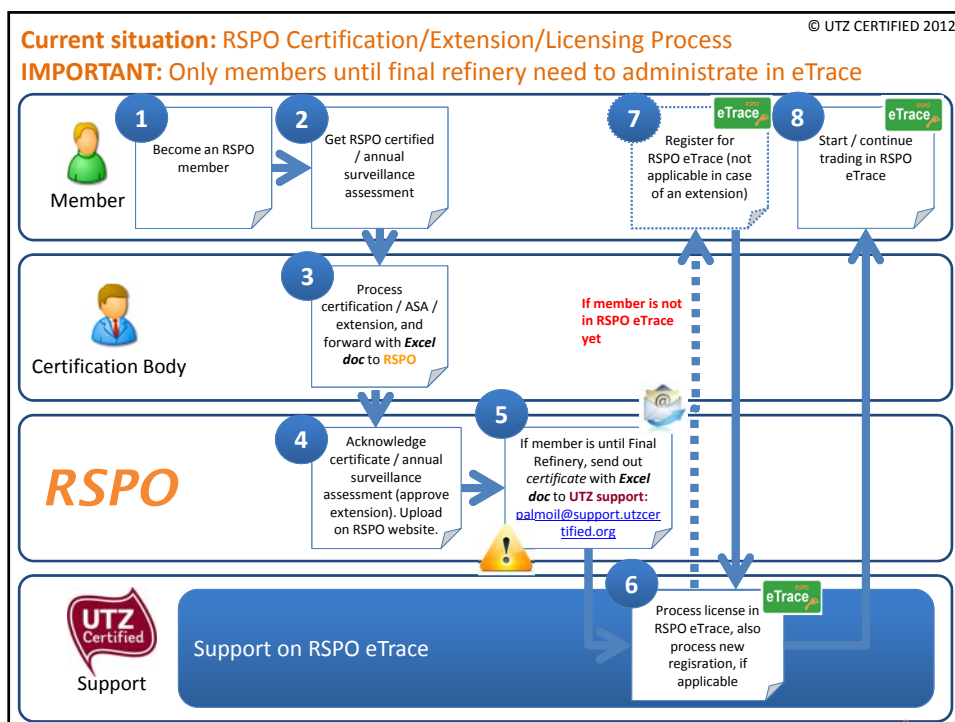 © UTZ CERTIFIED 2012
Current situation: RSPO Certification/Extension/Licensing Process
IMPORTANT: Only members until final refinery need to administrate in eTrace
Member
1
Become an RSPO
member
2
Get RSPO certified
/ annual
surveillance
assessment
7
RSPO
eTrace
Register for
RSPO eTrace (not
applicable in case
of an extension)
8
RSPO
eTrace
Start / continue
trading in RSPO
eTrace
Certification Body
3
Process
certification / ASA /
extension, and
forward with Excel
doc to RSPO
If member is not
in RSPO eTrace
yet
RSPO
4
Acknowledge
certificate / annual
surveillance
assessment (approve
extension). Upload
on RSPO website.
5
@
If member is until Final
Refinery, send out
certificate with Excel
doc to UTZ support:
palmoil@support.utzcer
tified.org
!
UTZ
Certified
Support
Support on RSPO eTrace
6
RSPO
eTrace
Process license in
RSPO eTrace, also
process new
regisration, if
applicable